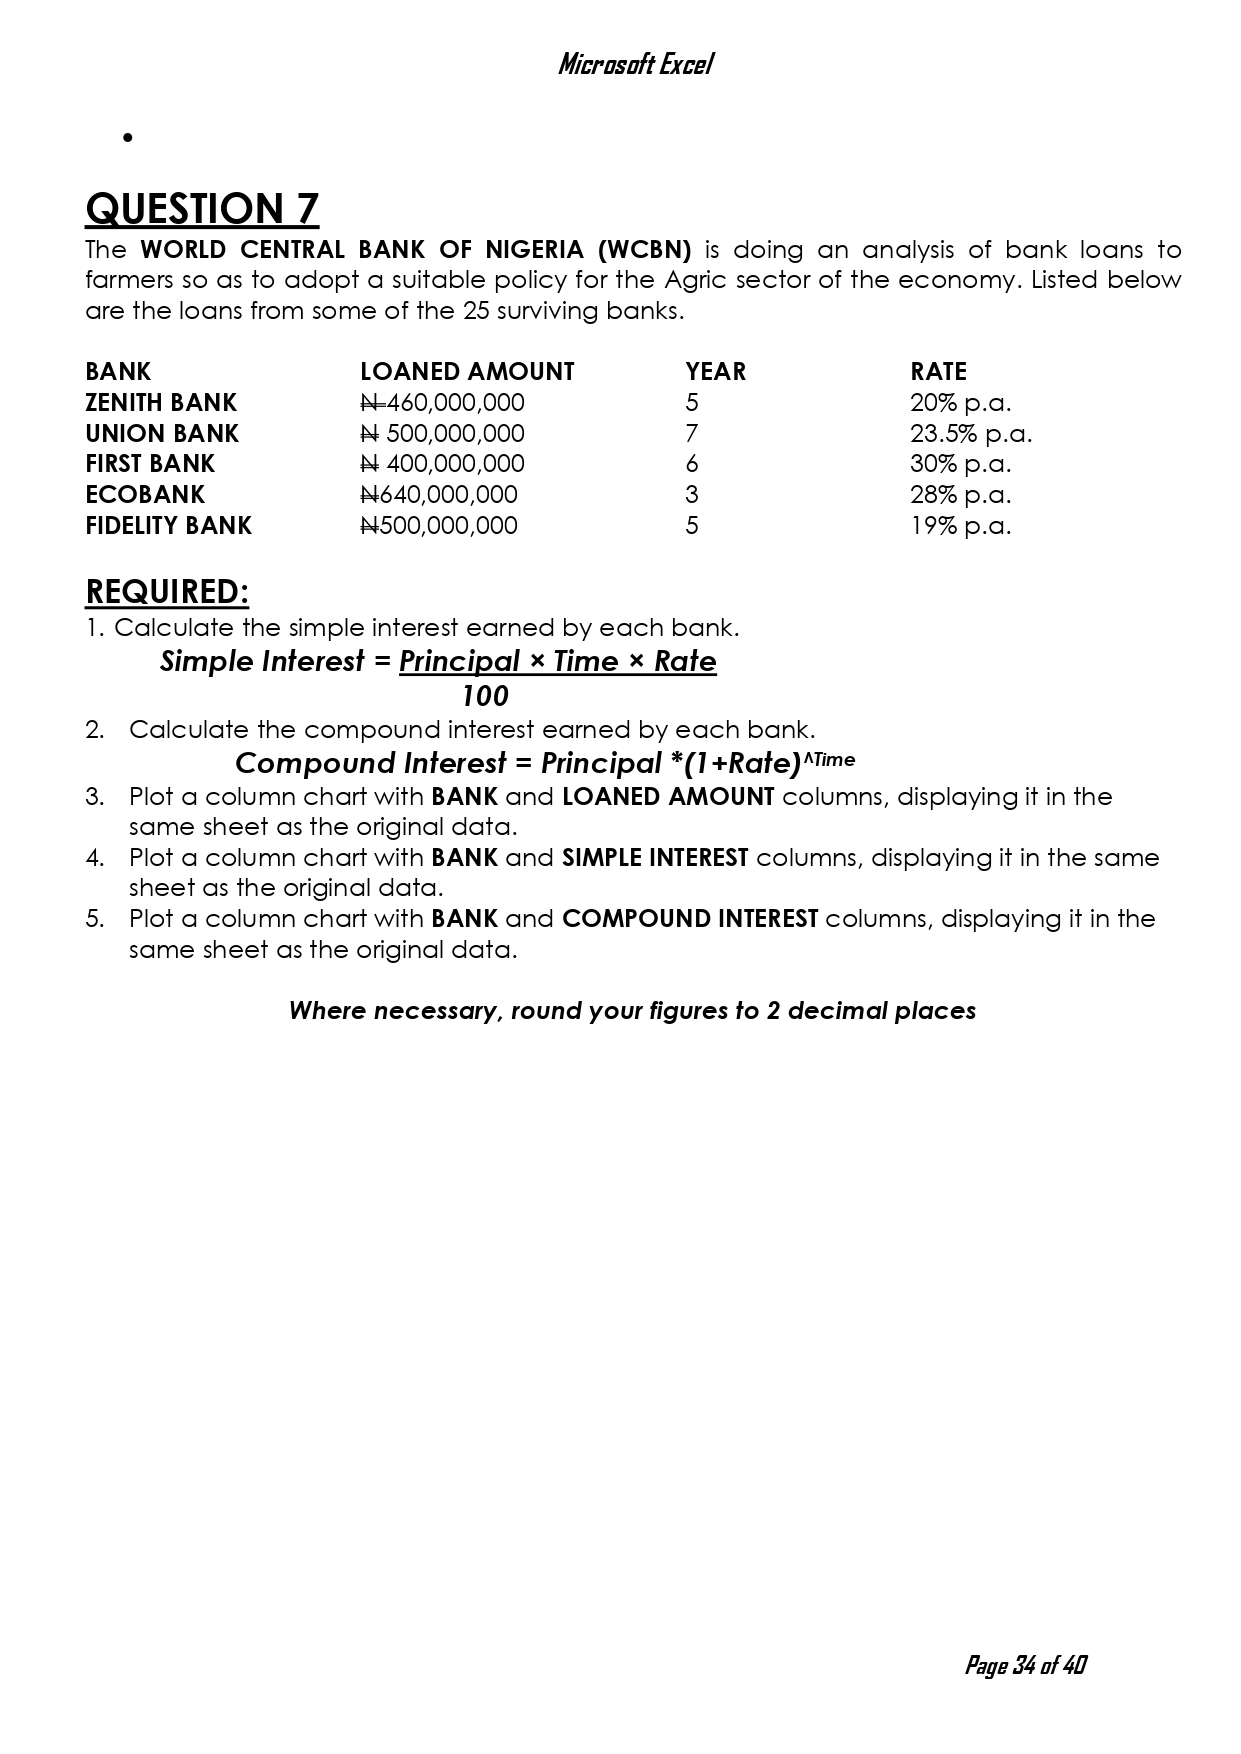 Microsoft Excel
•
QUESTION 7
The WORLD CENTRAL BANK OF NIGERIA (WCBN) is doing an analysis of bank loans to
farmers so as to adopt a suitable policy for the Agric sector of the economy. Listed below
are the loans from some of the 25 surviving banks.
BANK LOANED AMOUNT YEAR RATE
ZENITH BANK ₦ 460,000,000 5 20% p.a.
UNION BANK ₦ 500,000,000 7 23.5% p.a.
FIRST BANK ₦ 400,000,000 6 30% p.a.
ECOBANK ₦640,000,000 3 28% p.a.
FIDELITY BANK ₦500,000,000 5 19% p.a.
REQUIRED:
1. Calculate the simple interest earned by each bank.
Simple Interest = Principal × Time × Rate
100
2. Calculate the compound interest earned by each bank.
Compound Interest = Principal *(1+Rate)^Time
3. Plot a column chart with BANK and LOANED AMOUNT columns, displaying it in the
same sheet as the original data.
4. Plot a column chart with BANK and SIMPLE INTEREST columns, displaying it in the same
sheet as the original data.
5. Plot a column chart with BANK and COMPOUND INTEREST columns, displaying it in the
same sheet as the original data.
Where necessary, round your figures to 2 decimal places
Page 34 of 40